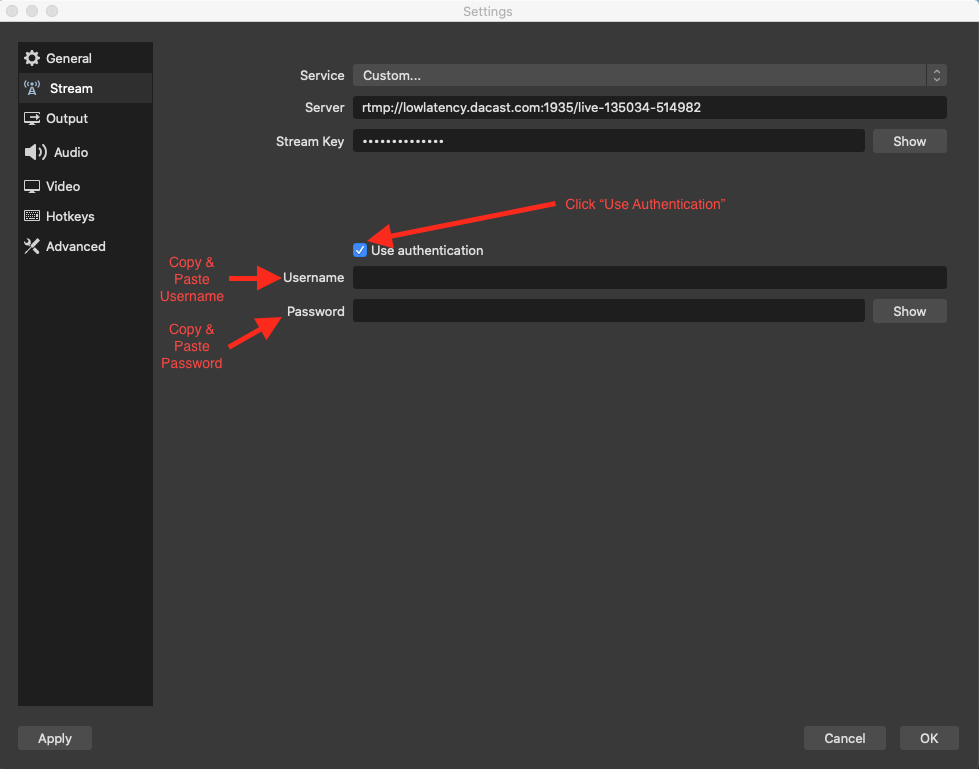 Settings
General
Stream
Output
Audio
Video
Hotkeys
Advanced
Service Custom...
Server rtmp://lowlatency.dacast.com:1935/live-135034-514982
Stream Key •••••••••••••• Show
Click “Use Authentication”
Use authentication
Copy &
Paste
Username
Username
Password Show
Copy &
Paste
Password
Apply Cancel OK